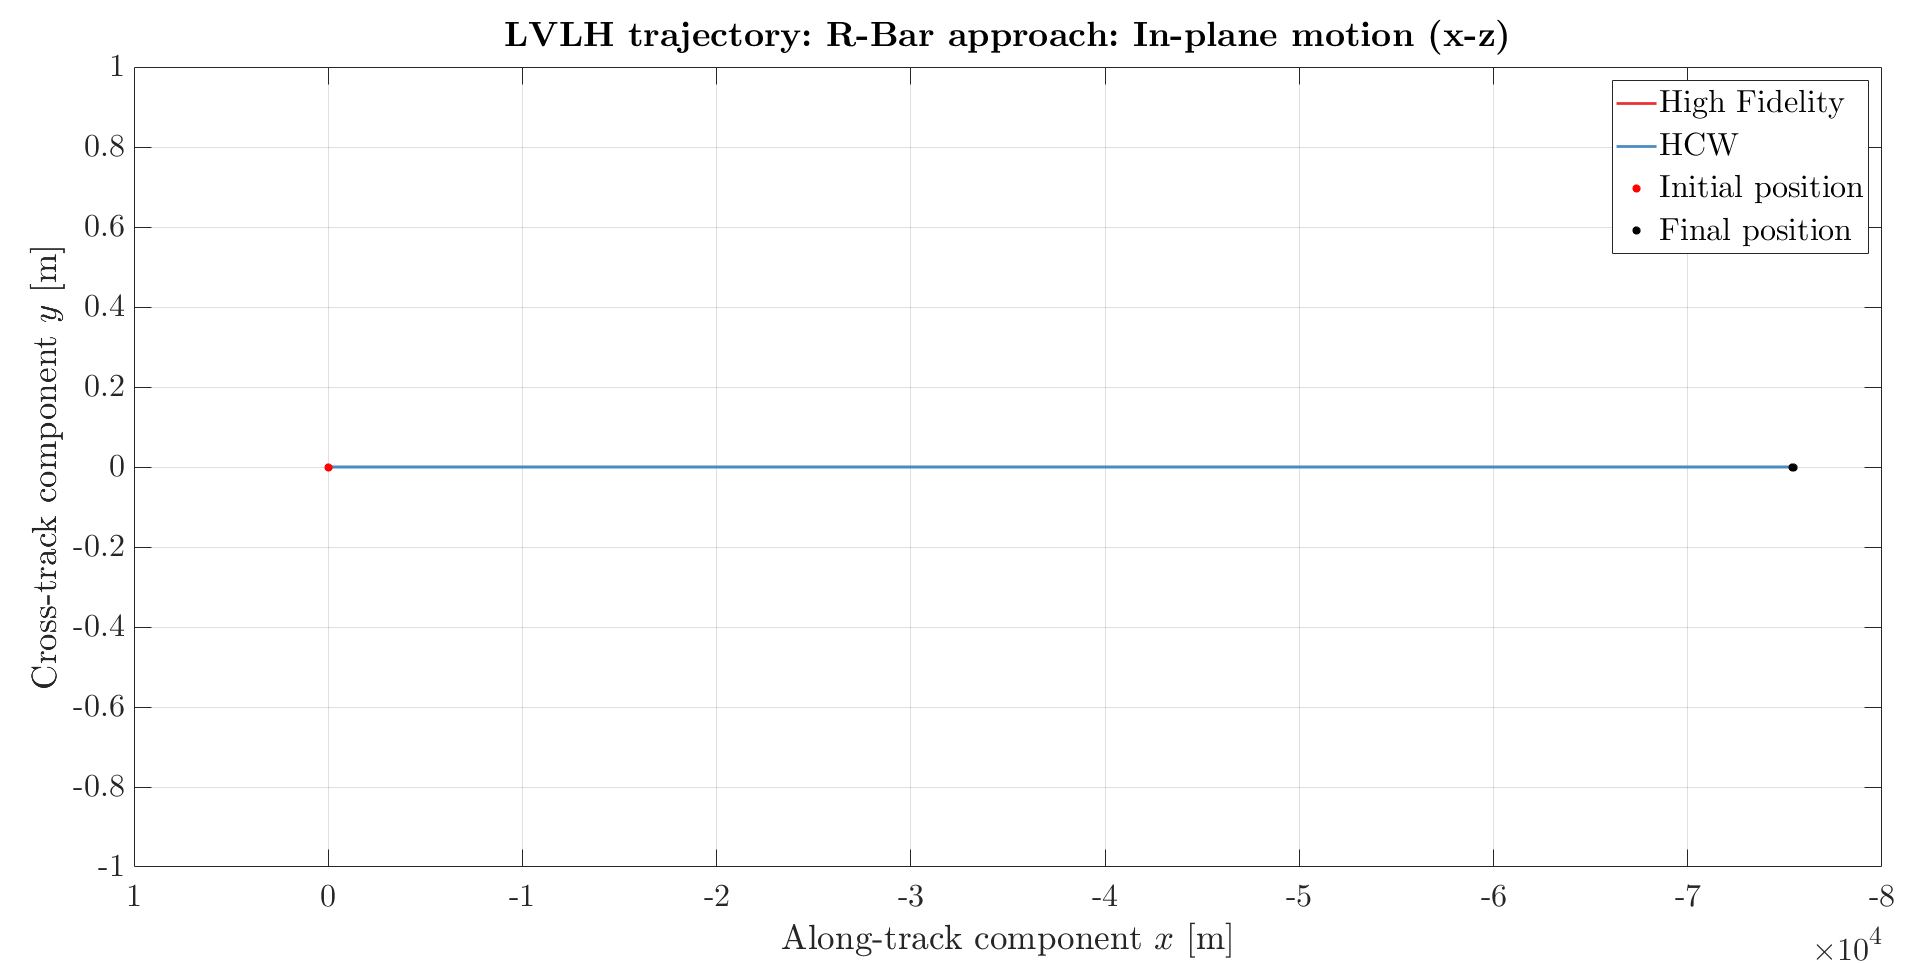 LVLH trajectory: R-Bar approach: In-plane motion (x-z)
High Fidelity
HCW
Initial position
Final position
Cross-track component y [m]
1
0.8
0.6
0.4
0.2
0
-0.2
-0.4
-0.6
-0.8
-1
1 0 -1 -2 -3 -4 -5 -6 -7 -8
Along-track component x [m]
×10⁴